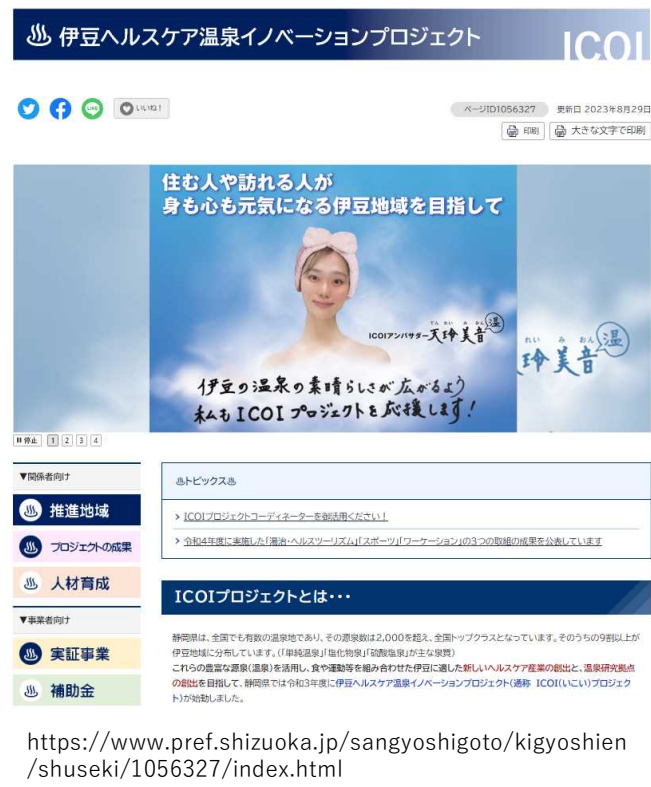 伊豆ヘルスケア温泉イノベーションプロジェクト
ICOI
LINE
いいね!
ページID1056327 更新日 2023年8月29日
印刷 大きな文字で印刷
住む人や訪れる人が
身も心も元気になる伊豆地域を目指して
てん れい み おん
ICOIアンバサダー 天玲美音 温
れい み おん
玲美音 温
伊豆の温泉の素晴らしさが広がるよう
私もICOIプロジェクトを応援します!
停止 1 2 3 4
▼関係者向け
推進地域
プロジェクトの成果
人材育成
▼事業者向け
実証事業
補助金
♨トピックス♨
ICOIプロジェクトコーディネーターを御活用ください!
令和4年度に実施した「湯治・ヘルスツーリズム」「スポーツ」「ワーケーション」の3つの取組の成果を公表しています
ICOIプロジェクトとは・・・
静岡県は、全国でも有数の温泉地であり、その源泉数は2,000を超え、全国トップクラスとなっています。そのうちの9割以上が
伊豆地域に分布しています。(「単純温泉」「塩化物泉」「硫酸塩泉」が主な泉質)
これらの豊富な源泉(温泉)を活用し、食や運動等を組み合わせた伊豆に適した新しいヘルスケア産業の創出と、温泉研究拠点
の創出を目指して、静岡県では令和3年度に伊豆ヘルスケア温泉イノベーションプロジェクト(通称 ICOI(いこい)プロジェク
ト)が始動しました。
https://www.pref.shizuoka.jp/sangyoshigoto/kigyoshien
/shuseki/1056327/index.html